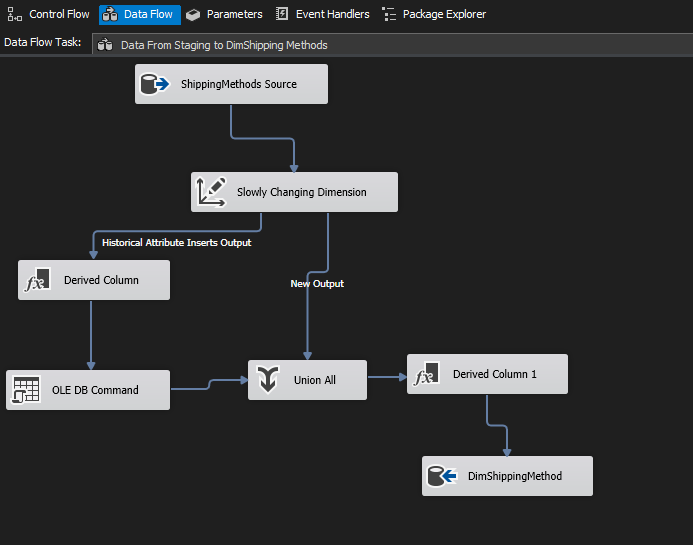 Control Flow Data Flow Parameters Event Handlers Package Explorer
Data Flow Task: Data From Staging to DimShipping Methods
ShippingMethods Source
Slowly Changing Dimension
Historical Attribute Inserts Output
Derived Column
New Output
OLE DB Command
Union All
Derived Column 1
DimShippingMethod